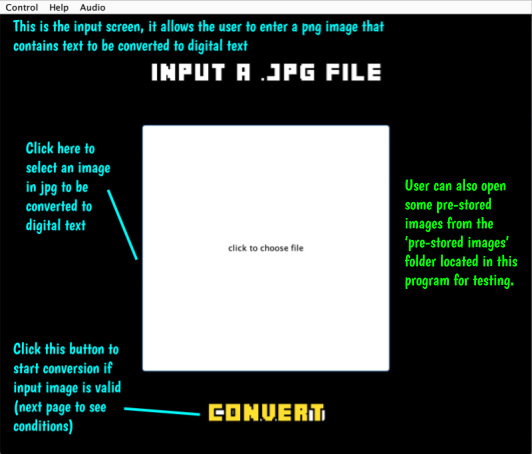 Control Help Audio
This is the input screen, it allows the user to enter a png image that
contains text to be converted to digital text
INPUT A .JPG FILE
Click here to
select an image
in jpg to be
converted to
digital text
click to choose file
User can also open
some pre-stored
images from the
'pre-stored images'
folder located in this
program for testing.
Click this button to
start conversion if
input image is valid
(next page to see
conditions)
CONVERT